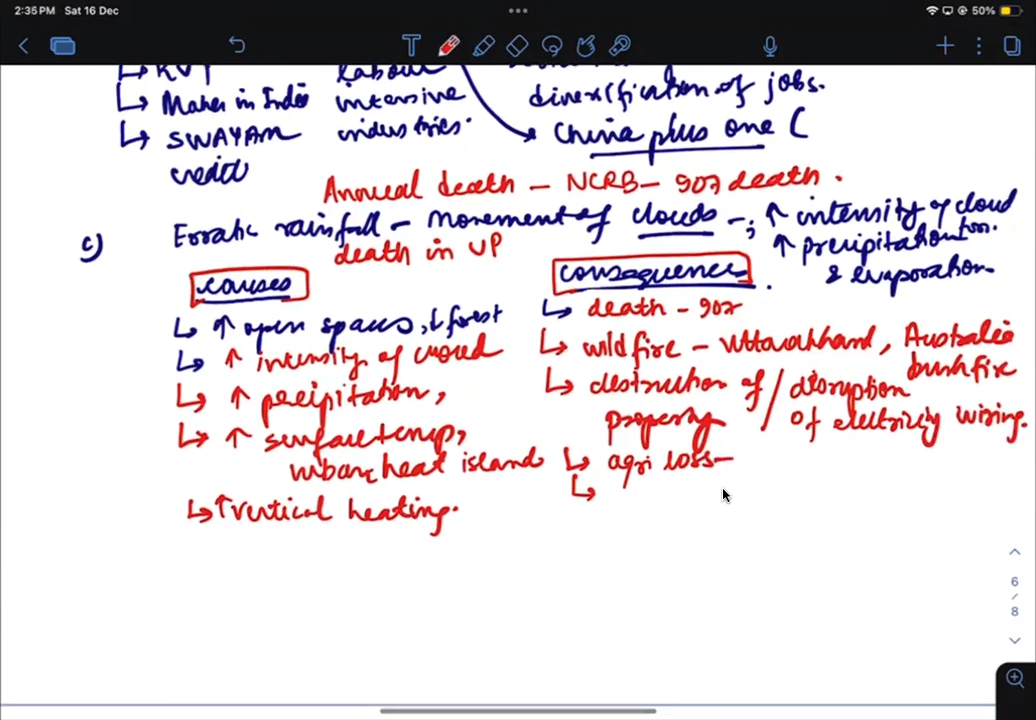 2:35 PM Sat 16 Dec
50%
T
↳ KVY labour
diversification of jobs.
↳ Make in India intensive
↳ SWAYAM industries.
China plus one (
credit
Annual death – NCRB – 907 death.
c) Erratic rainfall – Movement of clouds – ; ↑ intensity of cloud
↑ precipitation
& evaporation
death in UP
causes
consequences.
↳ ↑ open spaces, ↓ forest
↳ ↑ intensity of cloud
↳ ↑ precipitation,
↳ ↑ surface temp,
urban heat island
↳ ↑ vertical heating.
↳ death – 907
↳ wildfire – Uttarakhand, Australia
bushfire
↳ destruction of / disruption
property of electricity wiring.
↳ agri loss –
↳
6
/
8